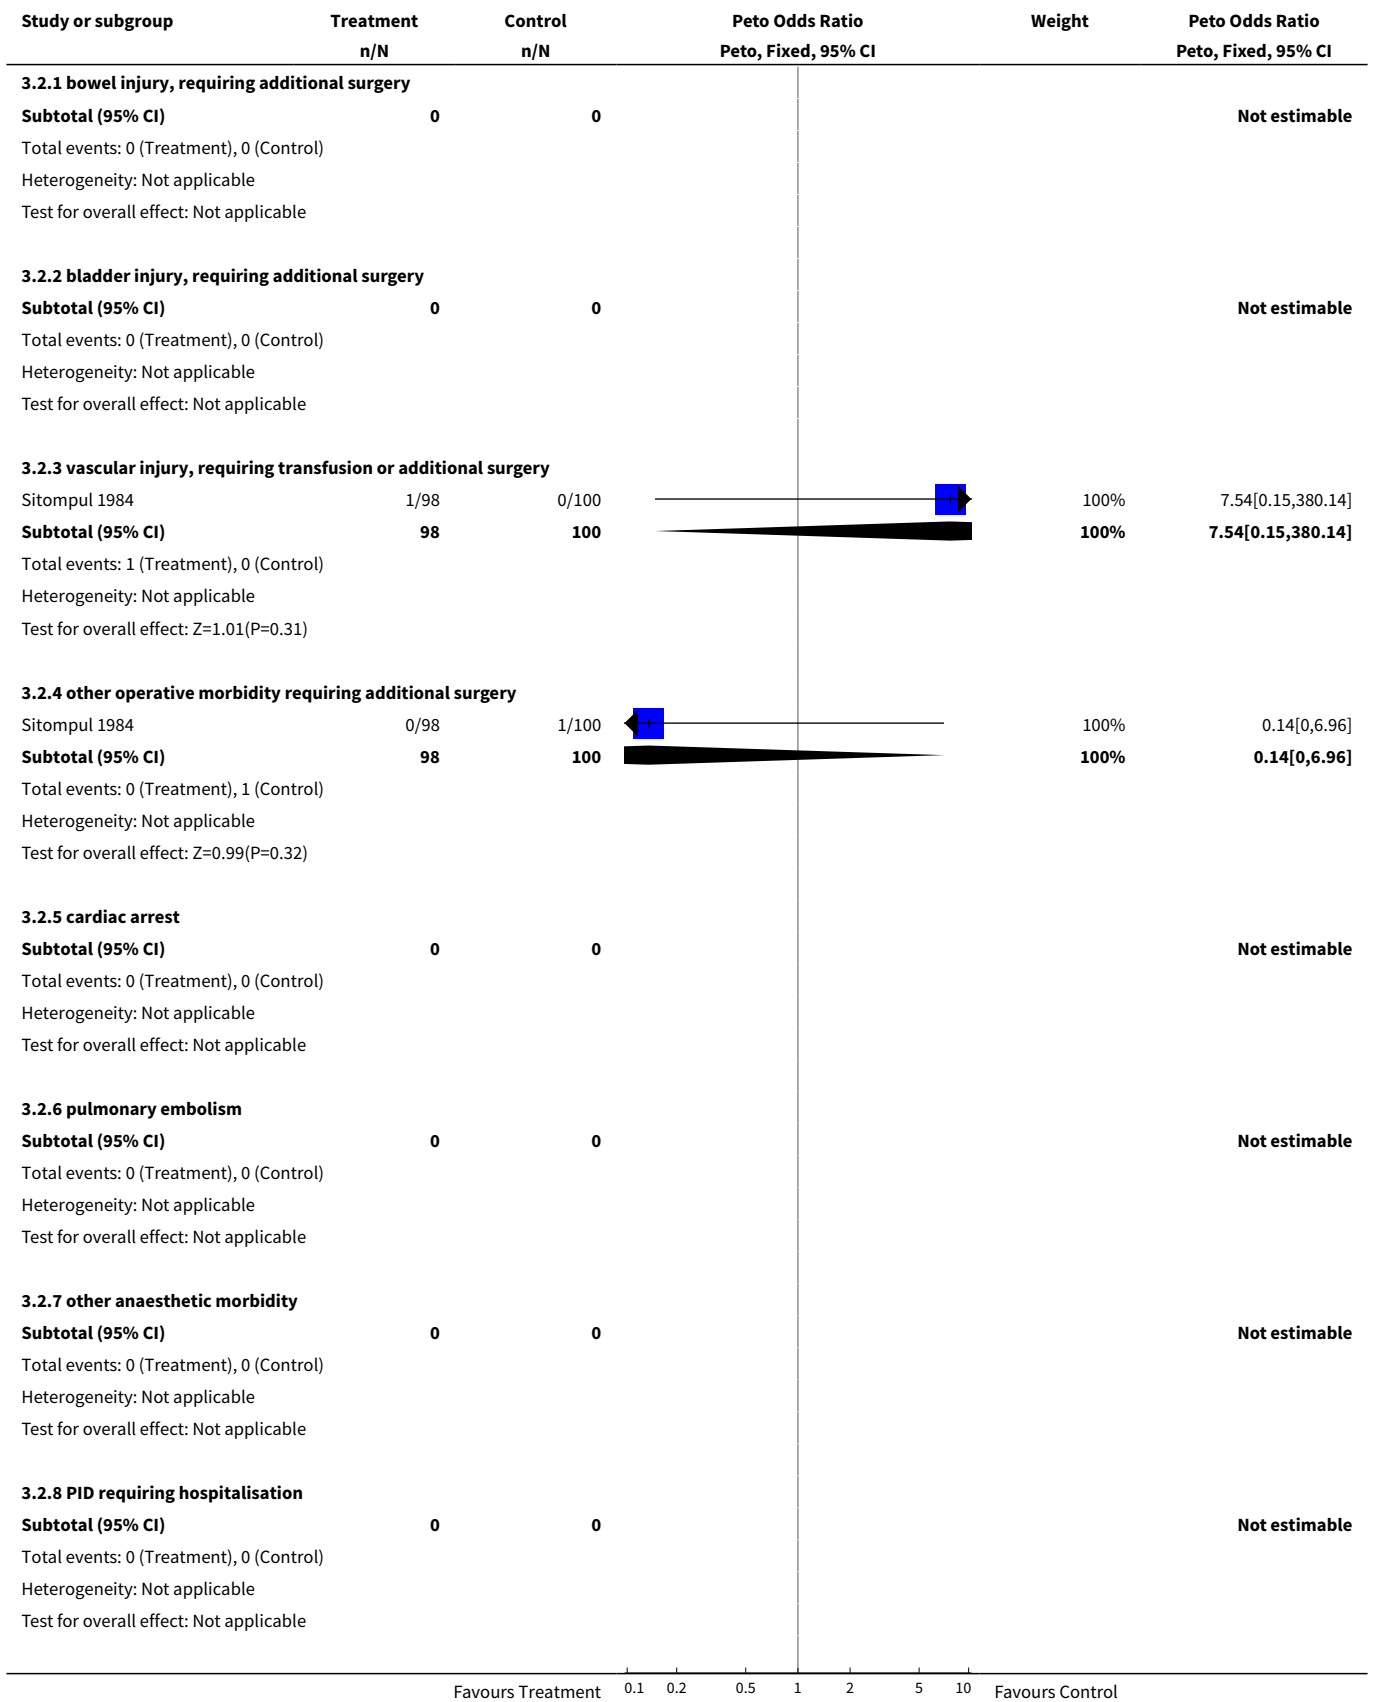 Study or subgroup Treatment Control Peto Odds Ratio Weight Peto Odds Ratio
n/N n/N Peto, Fixed, 95% CI Peto, Fixed, 95% CI
3.2.1 bowel injury, requiring additional surgery
Subtotal (95% CI) 0 0 Not estimable
Total events: 0 (Treatment), 0 (Control)
Heterogeneity: Not applicable
Test for overall effect: Not applicable
3.2.2 bladder injury, requiring additional surgery
Subtotal (95% CI) 0 0 Not estimable
Total events: 0 (Treatment), 0 (Control)
Heterogeneity: Not applicable
Test for overall effect: Not applicable
3.2.3 vascular injury, requiring transfusion or additional surgery
Sitompul 1984 1/98 0/100 100% 7.54[0.15,380.14]
Subtotal (95% CI) 98 100 100% 7.54[0.15,380.14]
Total events: 1 (Treatment), 0 (Control)
Heterogeneity: Not applicable
Test for overall effect: Z=1.01(P=0.31)
3.2.4 other operative morbidity requiring additional surgery
Sitompul 1984 0/98 1/100 100% 0.14[0,6.96]
Subtotal (95% CI) 98 100 100% 0.14[0,6.96]
Total events: 0 (Treatment), 1 (Control)
Heterogeneity: Not applicable
Test for overall effect: Z=0.99(P=0.32)
3.2.5 cardiac arrest
Subtotal (95% CI) 0 0 Not estimable
Total events: 0 (Treatment), 0 (Control)
Heterogeneity: Not applicable
Test for overall effect: Not applicable
3.2.6 pulmonary embolism
Subtotal (95% CI) 0 0 Not estimable
Total events: 0 (Treatment), 0 (Control)
Heterogeneity: Not applicable
Test for overall effect: Not applicable
3.2.7 other anaesthetic morbidity
Subtotal (95% CI) 0 0 Not estimable
Total events: 0 (Treatment), 0 (Control)
Heterogeneity: Not applicable
Test for overall effect: Not applicable
3.2.8 PID requiring hospitalisation
Subtotal (95% CI) 0 0 Not estimable
Total events: 0 (Treatment), 0 (Control)
Heterogeneity: Not applicable
Test for overall effect: Not applicable
Favours Treatment 0.1 0.2 0.5 1 2 5 10 Favours Control